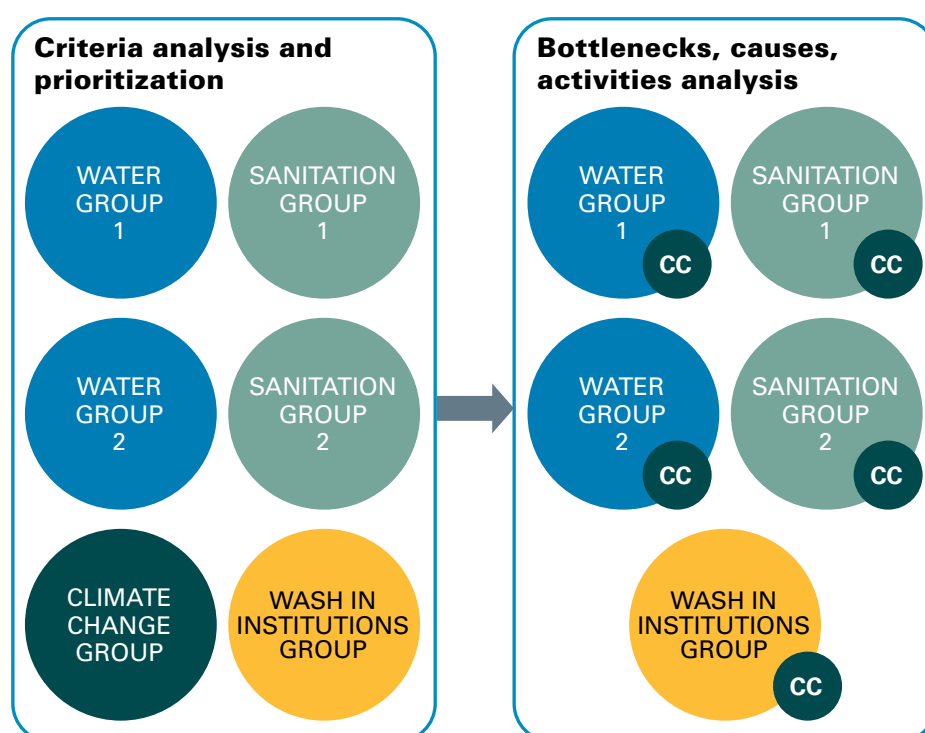 Criteria analysis and
prioritization
WATER
GROUP
1
SANITATION
GROUP
1
WATER
GROUP
2
SANITATION
GROUP
2
CLIMATE
CHANGE
GROUP
WASH IN
INSTITUTIONS
GROUP
Bottlenecks, causes,
activities analysis
WATER
GROUP
1
CC
SANITATION
GROUP
1
CC
WATER
GROUP
2
CC
SANITATION
GROUP
2
CC
WASH IN
INSTITUTIONS
GROUP
CC